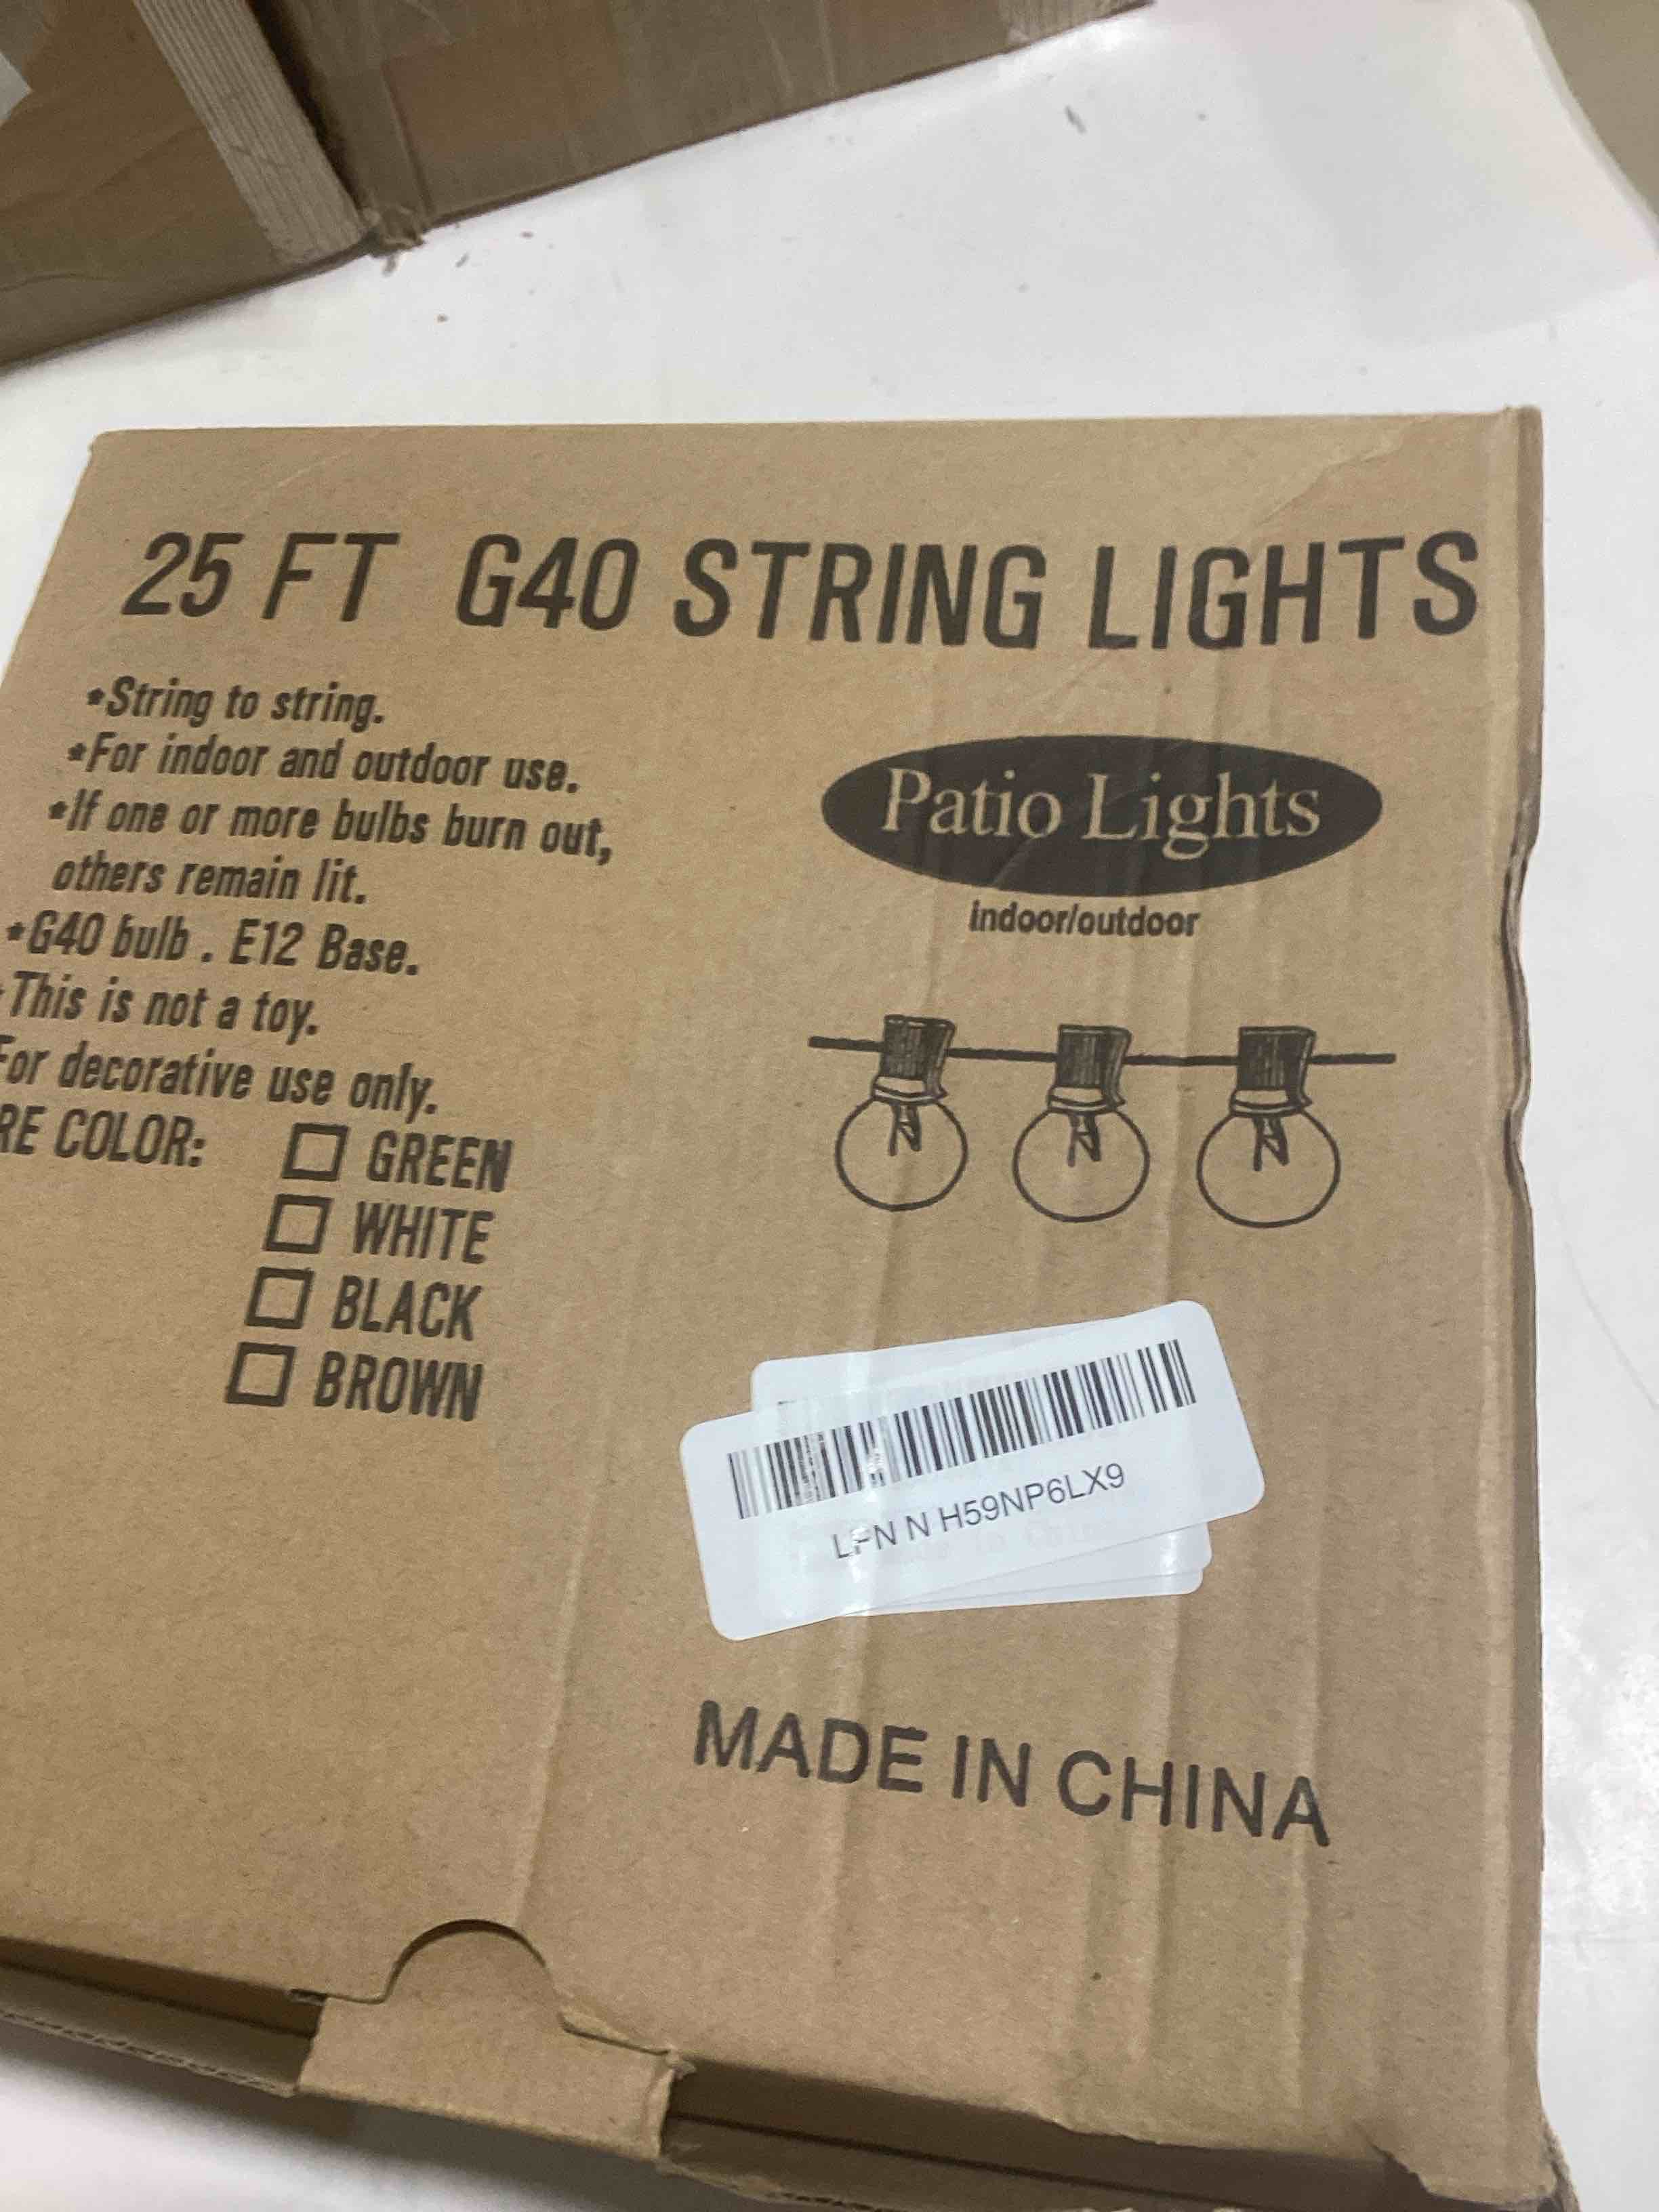 25 FT G40 STRING LIGHTS
*String to string.
*For indoor and outdoor use.
*If one or more bulbs burn out,
others remain lit.
*G40 bulb . E12 Base.
This is not a toy.
For decorative use only.
RE COLOR:
GREEN
WHITE
BLACK
BROWN
Patio Lights
indoor/outdoor
LPN N H59NP6LX9
MADE IN CHINA